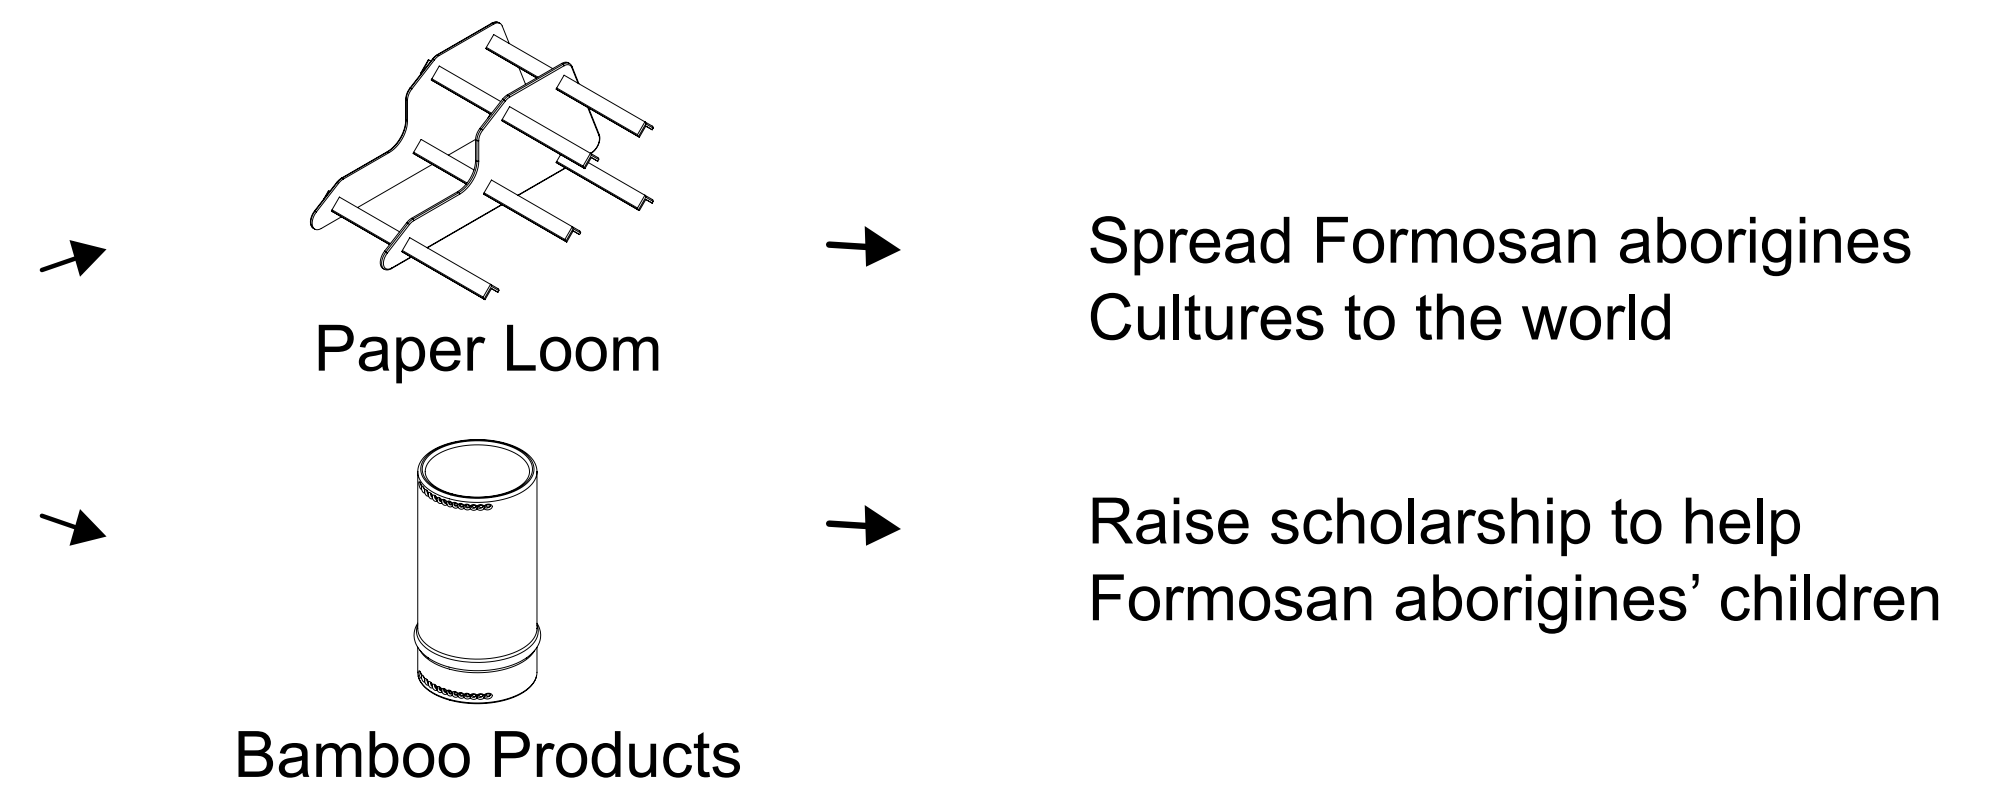 Paper Loom
Spread Formosan aborigines
Cultures to the world
Bamboo Products
Raise scholarship to help
Formosan aborigines’ children